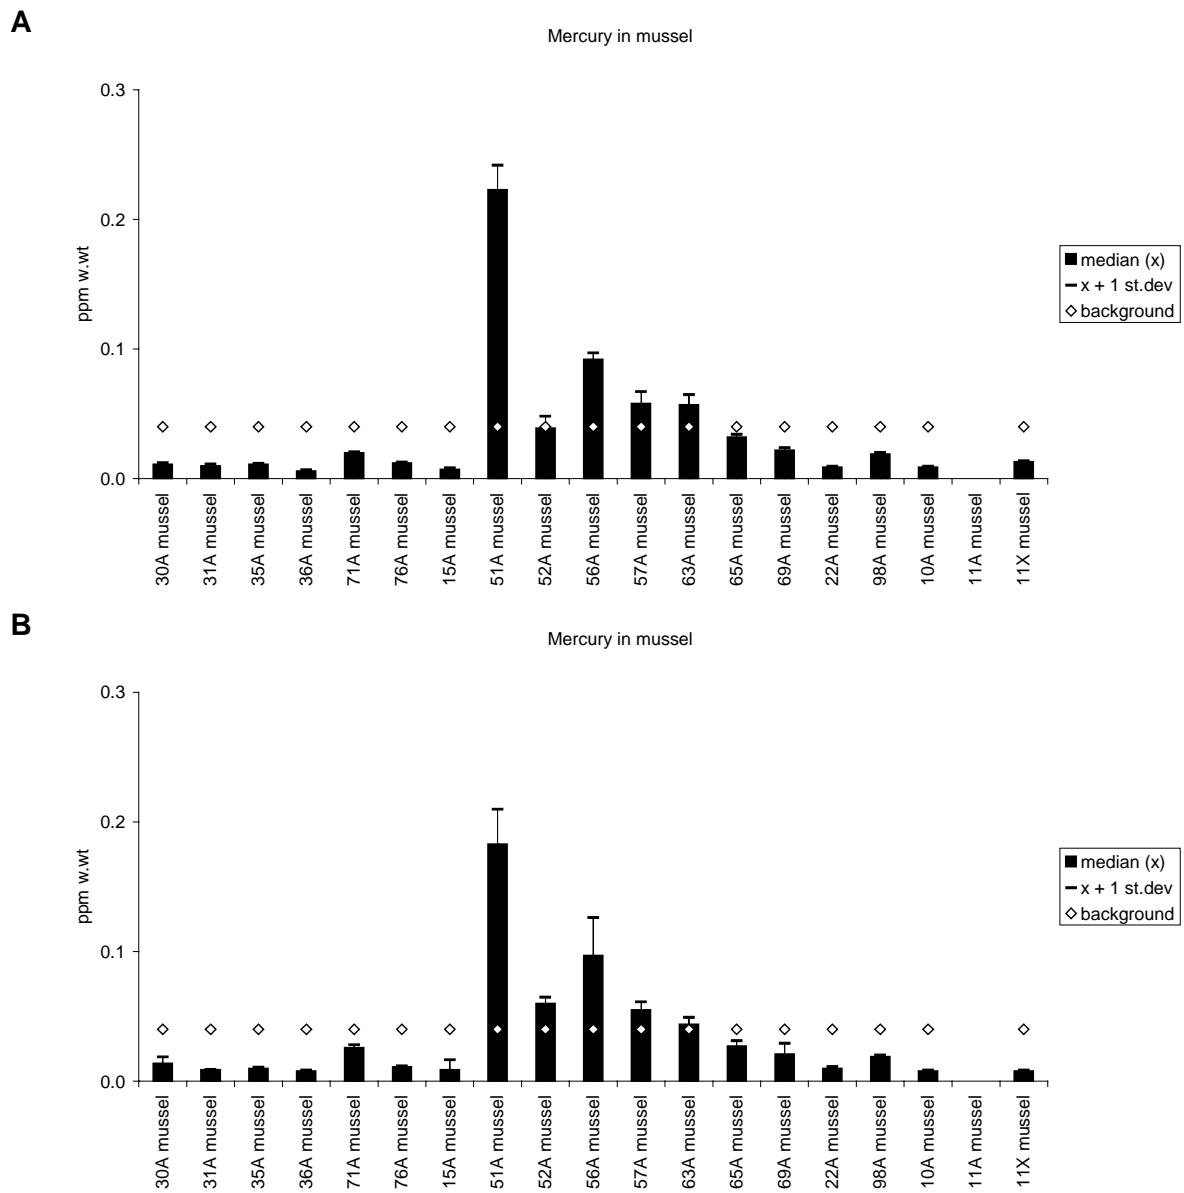 A
Mercury in mussel
0.3
0.2
0.1
0.0
ppm w.wt
median (x)
x + 1 st.dev
background
30A mussel
31A mussel
35A mussel
36A mussel
71A mussel
76A mussel
15A mussel
51A mussel
52A mussel
56A mussel
57A mussel
63A mussel
65A mussel
69A mussel
22A mussel
98A mussel
10A mussel
11A mussel
11X mussel
B
Mercury in mussel
0.3
0.2
0.1
0.0
ppm w.wt
median (x)
x + 1 st.dev
background
30A mussel
31A mussel
35A mussel
36A mussel
71A mussel
76A mussel
15A mussel
51A mussel
52A mussel
56A mussel
57A mussel
63A mussel
65A mussel
69A mussel
22A mussel
98A mussel
10A mussel
11A mussel
11X mussel